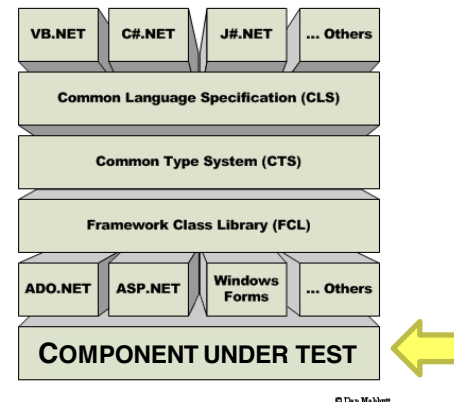 VB.NET C#.NET J#.NET ... Others
Common Language Specification (CLS)
Common Type System (CTS)
Framework Class Library (FCL)
ADO.NET ASP.NET Windows Forms ... Others
COMPONENT UNDER TEST
© Dan